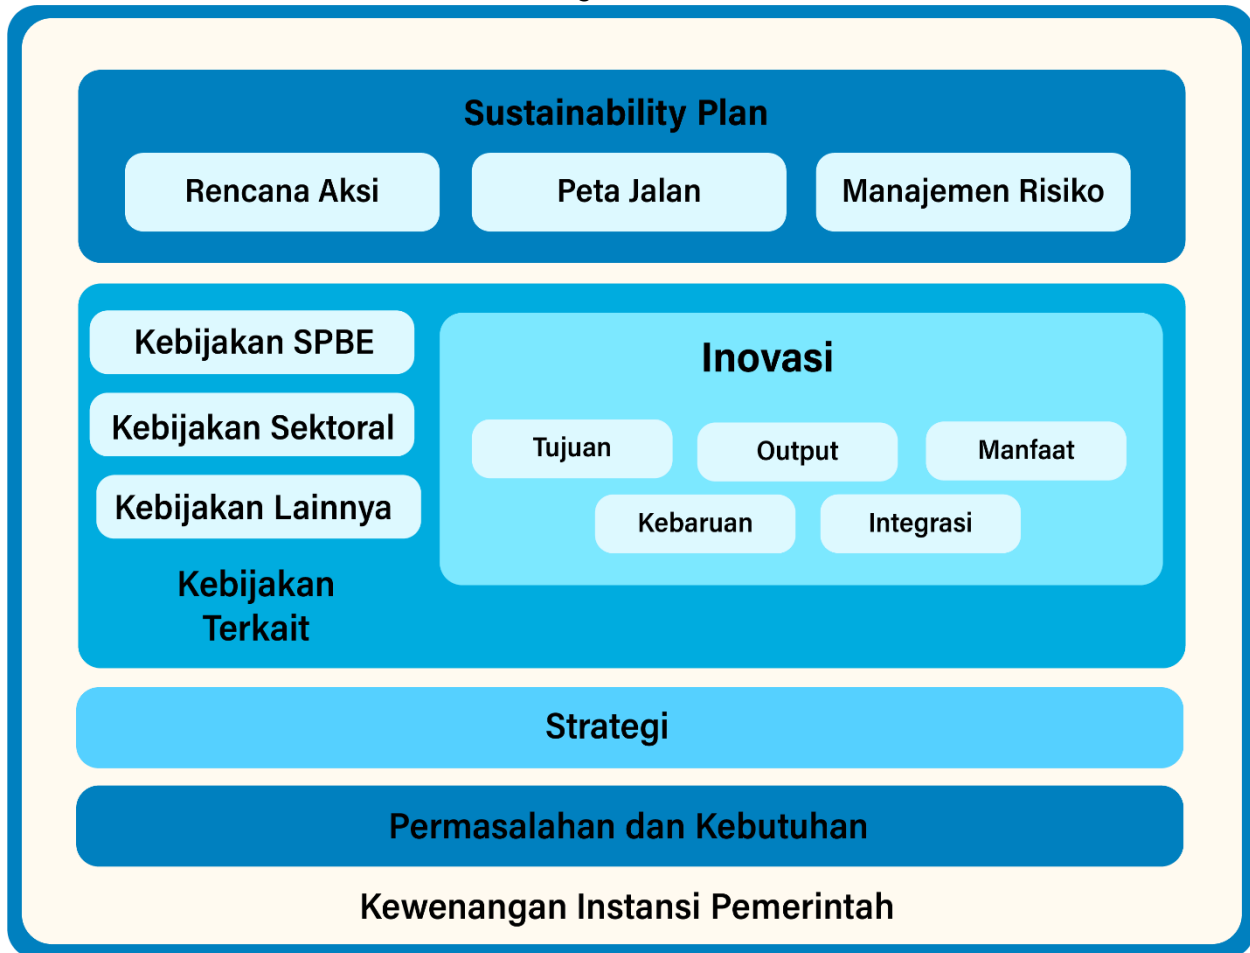 Sustainability Plan
Rencana Aksi
Peta Jalan
Manajemen Risiko
Kebijakan SPBE
Kebijakan Sektoral
Kebijakan Lainnya
Kebijakan
Terkait
Inovasi
Tujuan
Output
Manfaat
Kebaruan
Integrasi
Strategi
Permasalahan dan Kebutuhan
Kewenangan Instansi Pemerintah